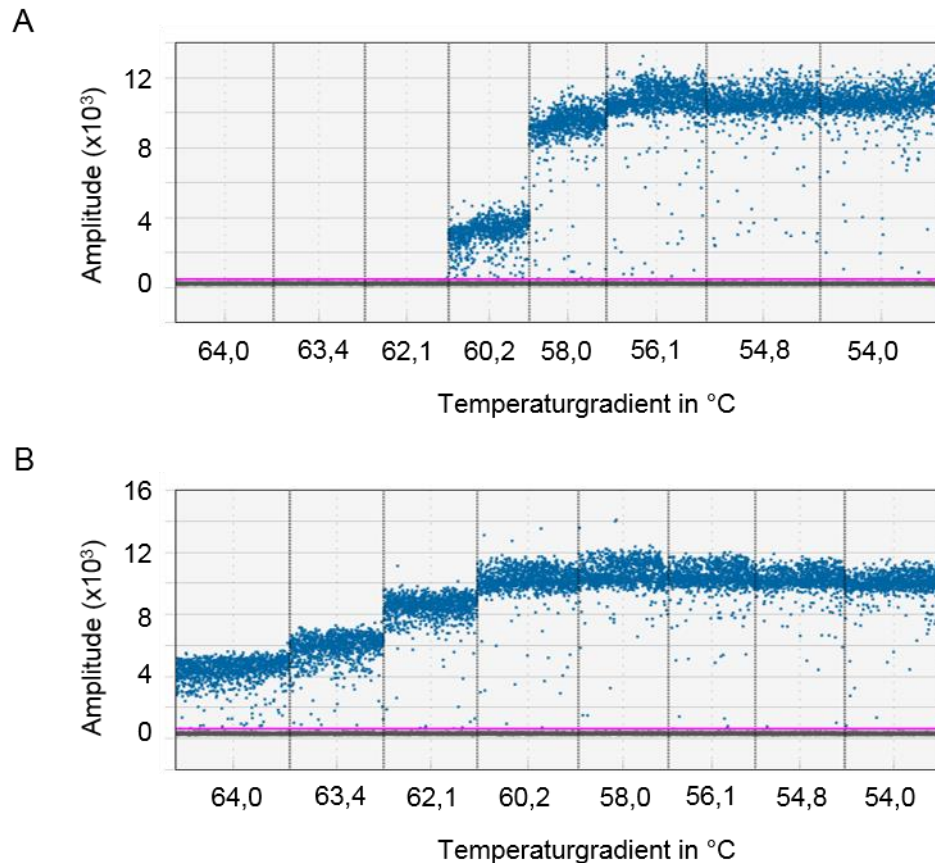 A
Amplitude (x10³)
12
8
4
0
64,0 63,4 62,1 60,2 58,0 56,1 54,8 54,0
Temperaturgradient in °C
B
Amplitude (x10³)
16
12
8
4
0
64,0 63,4 62,1 60,2 58,0 56,1 54,8 54,0
Temperaturgradient in °C